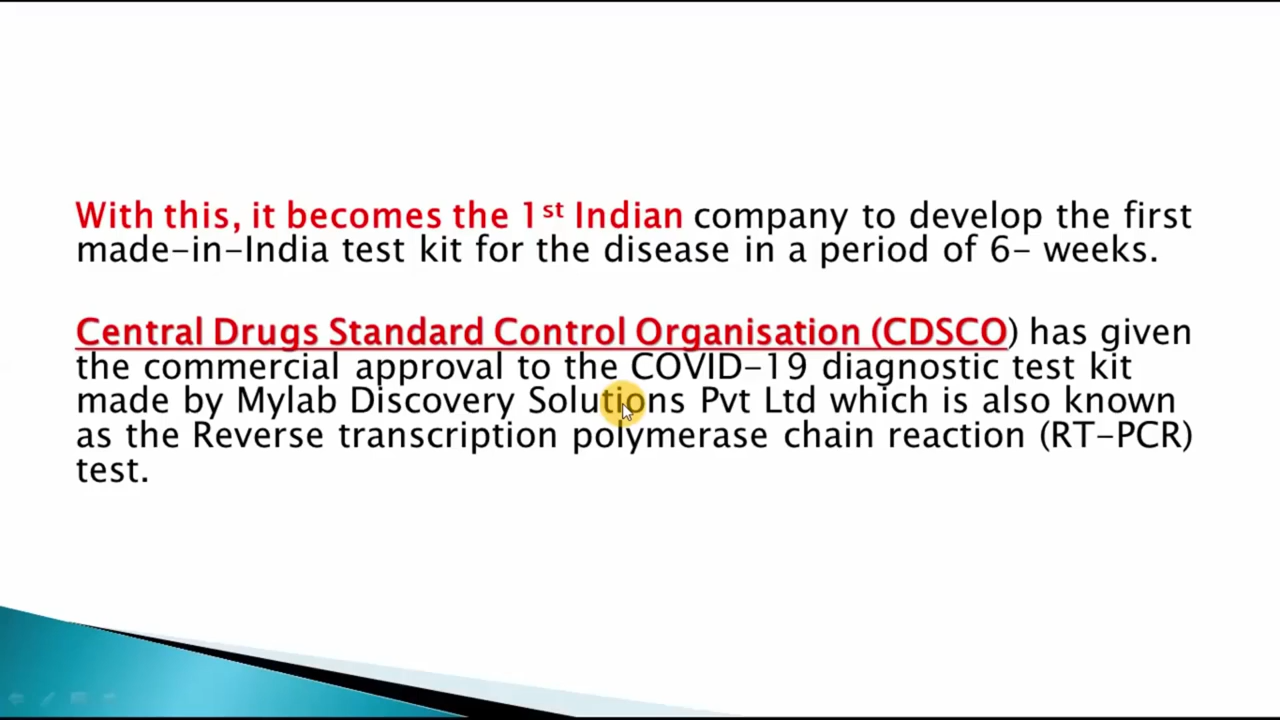 With this, it becomes the 1st Indian company to develop the first
made-in-India test kit for the disease in a period of 6- weeks.
Central Drugs Standard Control Organisation (CDSCO) has given
the commercial approval to the COVID-19 diagnostic test kit
made by Mylab Discovery Solutions Pvt Ltd which is also known
as the Reverse transcription polymerase chain reaction (RT-PCR)
test.